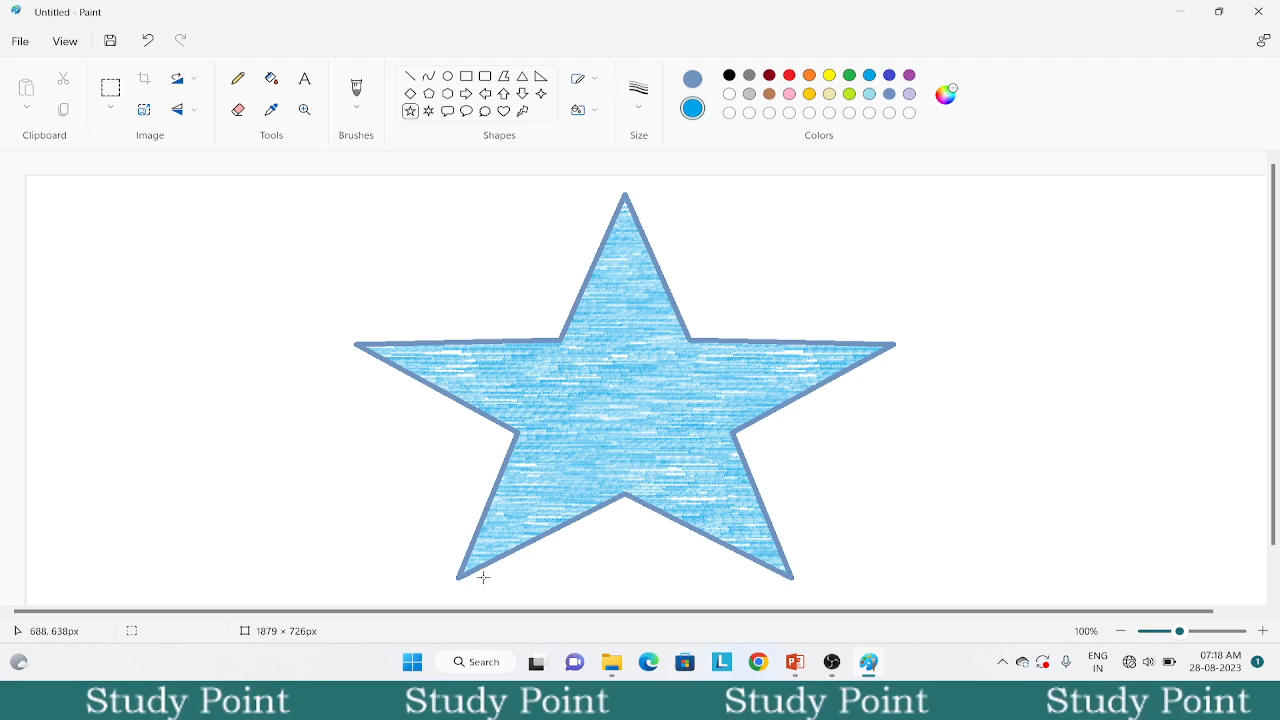 Untitled - Paint
File View
Clipboard Image Tools Brushes Shapes Size Colors
688, 638px 1879 × 726px 100%
Search ENG IN 07:18 AM 28-08-2023 1
Study Point Study Point Study Point Study Point